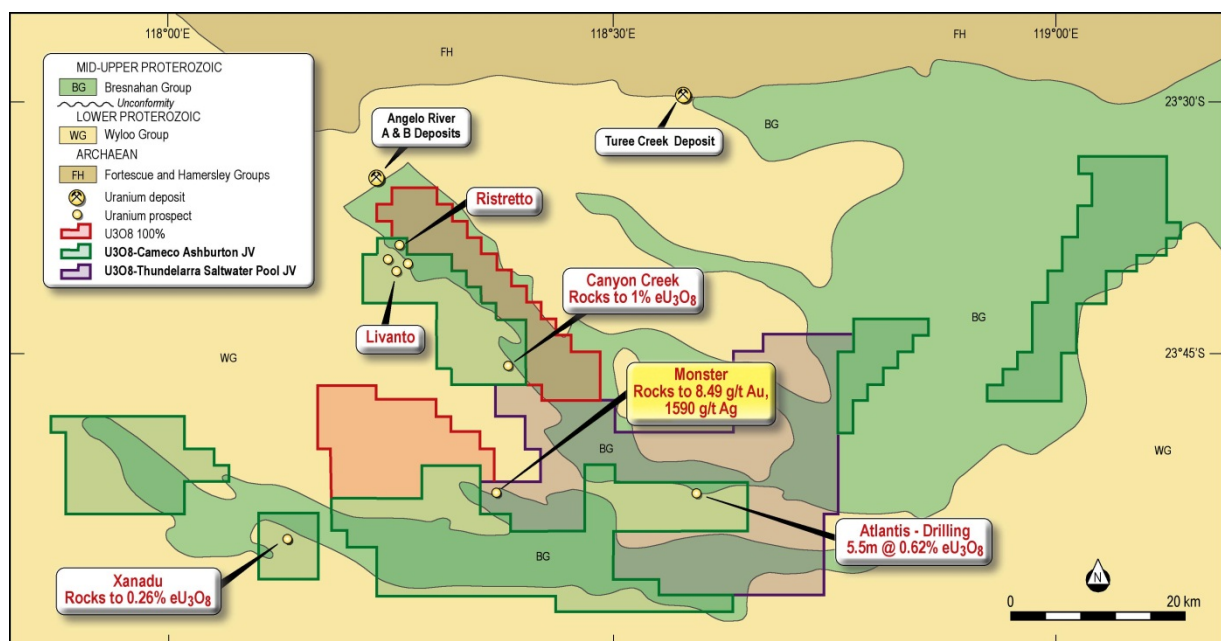 118°00'E
118°30'E
119°00'E
FH
FH
MID-UPPER PROTEROZOIC
BG Bresnahan Group
Unconformity
LOWER PROTEROZOIC
WG Wyloo Group
ARCHAEAN
FH Fortescue and Hamersley Groups
Uranium deposit
Uranium prospect
U3O8 100%
U3O8-Cameco Ashburton JV
U3O8-Thundelarra Saltwater Pool JV
23°30'S
Angelo River
A & B Deposits
Turee Creek Deposit
BG
Ristretto
Canyon Creek
Rocks to 1% eU₃O₈
Livanto
BG
23°45'S
WG
Monster
Rocks to 8.49 g/t Au,
1590 g/t Ag
BG
WG
Atlantis - Drilling
5.5m @ 0.62% eU₃O₈
BG
Xanadu
Rocks to 0.26% eU₃O₈
N
0 20 km